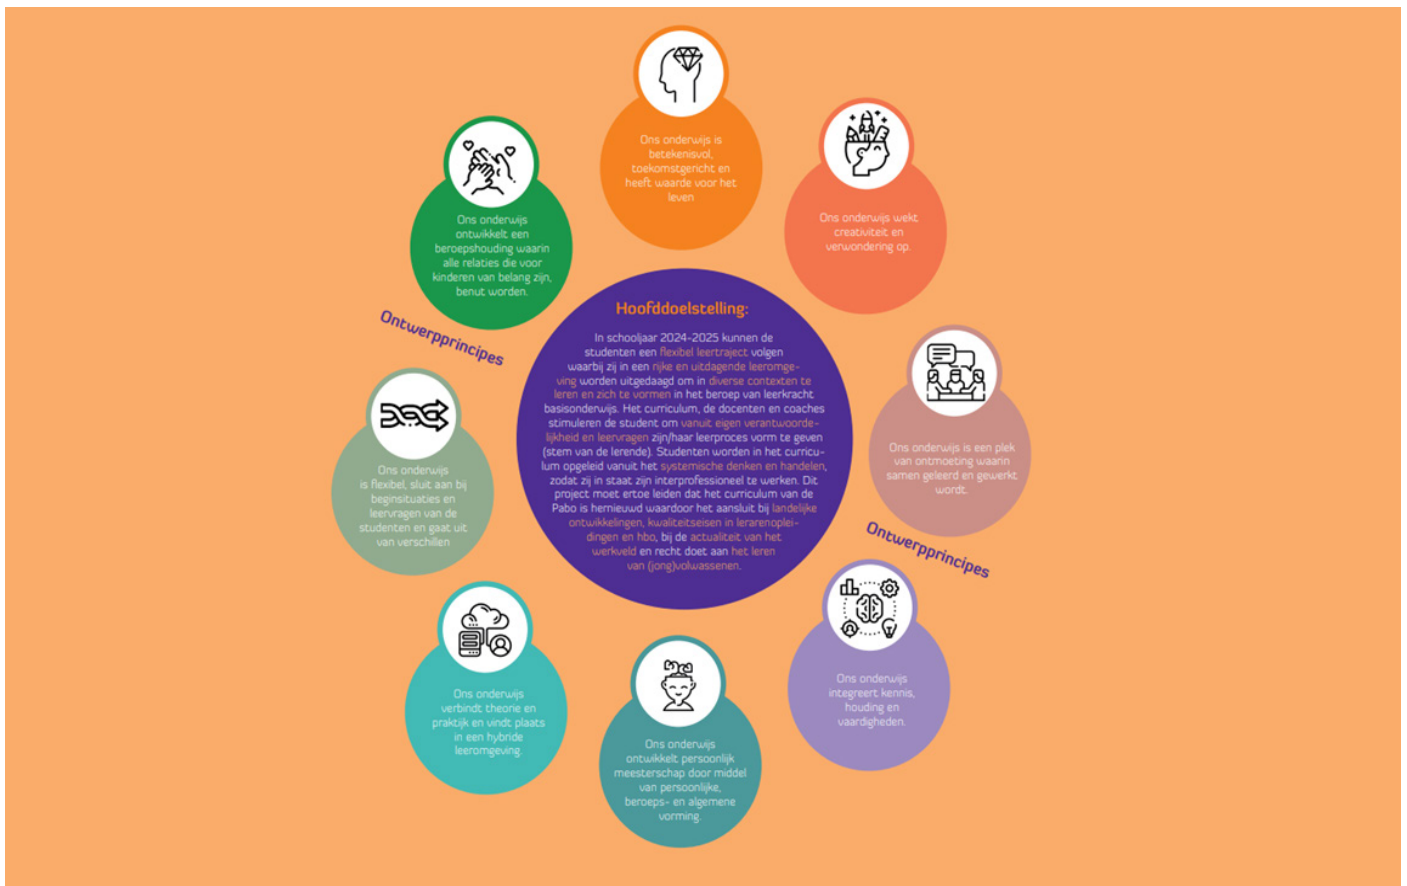 Ons onderwijs is
betekenisvol,
toekomstgericht en
heeft waarde voor het
leven
Ons onderwijs wekt
creativiteit en
verwondering op.
Ons onderwijs
ontwikkelt een
beroepshouding waarin
alle relaties die voor
kinderen van belang zijn,
benut worden.
Ontwerpprincipes
Hoofddoelstelling:
In schooljaar 2024-2025 kunnen de
studenten een flexibel leertraject volgen
waarbij zij in een rijke en uitdagende leeromge-
ving worden uitgedaagd om in diverse contexten te
leren en zich te vormen in het beroep van leerkracht
basisonderwijs. Het curriculum, de docenten en coaches
stimuleren de student om vanuit eigen verantwoorde-
lijkheid en leervragen zijn/haar leerproces vorm te geven
(stem van de lerende). Studenten worden in het curricu-
lum opgeleid vanuit het systemische denken en handelen,
zodat zij in staat zijn interprofessioneel te werken. Dit
project moet ertoe leiden dat het curriculum van de
Pabo is hernieuwd waardoor het aansluit bij landelijke
ontwikkelingen, kwaliteitseisen in lerarenoplei-
dingen en hbo, bij de actualiteit van het
werkveld en recht doet aan het leren
van (jong)volwassenen.
Ons onderwijs is een plek
van ontmoeting waarin
samen geleerd en gewerkt
wordt.
Ontwerpprincipes
Ons onderwijs
is flexibel, sluit aan bij
beginsituaties en
leervragen van de
studenten en gaat uit
van verschillen
Ons onderwijs
integreert kennis,
houding en
vaardigheden.
Ons onderwijs
verbindt theorie en
praktijk en vindt plaats
in een hybride
leeromgeving.
Ons onderwijs
ontwikkelt persoonlijk
meesterschap door middel
van persoonlijke,
beroeps- en algemene
vorming.